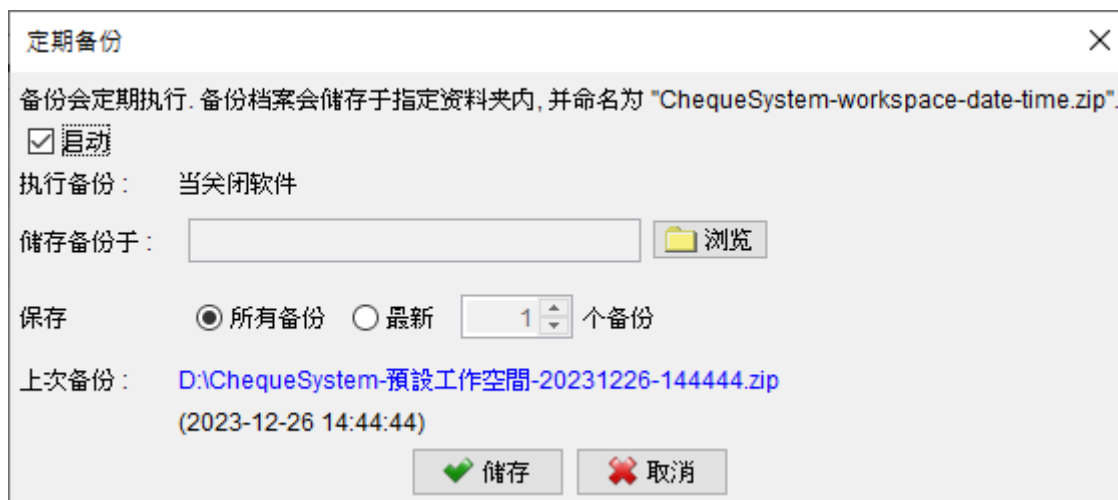 定期备份
备份会定期执行. 备份档案会储存于指定资料夹内, 并命名为 "ChequeSystem-workspace-date-time.zip".
启动
执行备份 : 当关闭软件
储存备份于 : 浏览
保存 所有备份 最新 1 个备份
上次备份 : D:\ChequeSystem-預設工作空間-20231226-144444.zip
(2023-12-26 14:44:44)
储存 取消